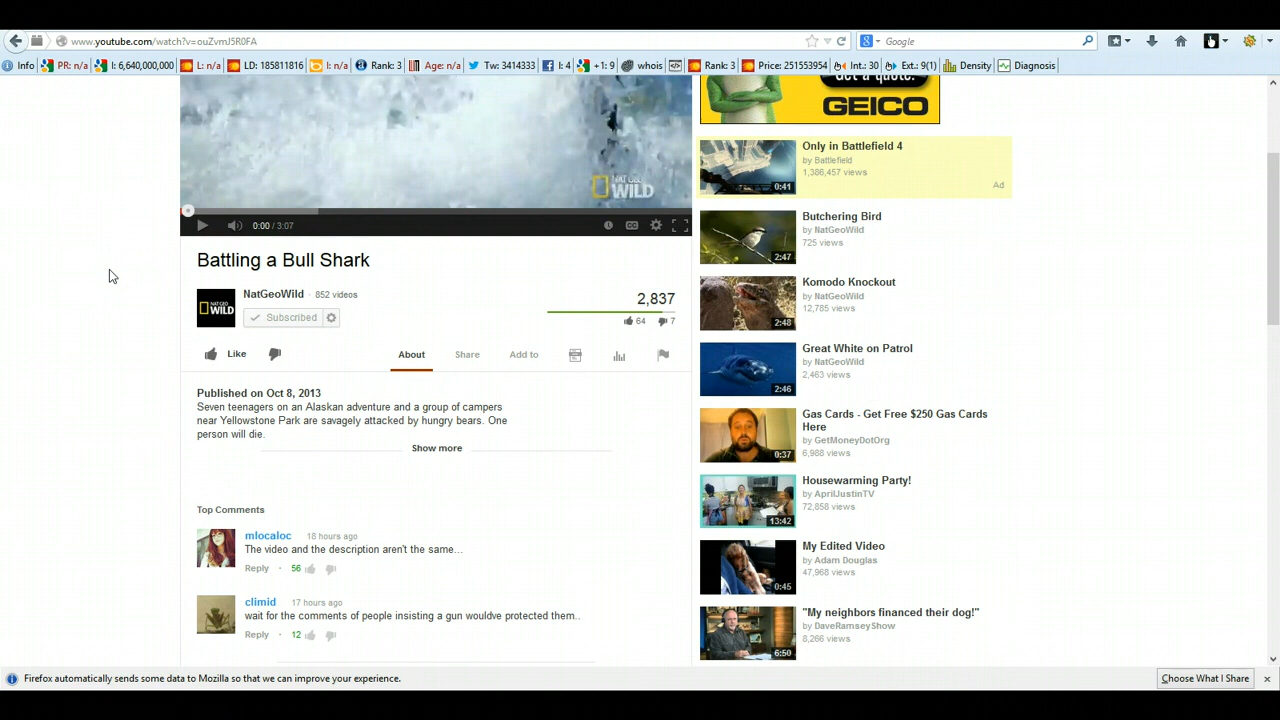 www.youtube.com/watch?v=ouZvmJ5R0FA
Google
Info
PR: n/a
I: 6,640,000,000
L: n/a
LD: 185811816
I: n/a
Rank: 3
Age: n/a
Tw: 3414333
I: 4
+1: 9
whois
Rank: 3
Price: 251553954
Int.: 30
Ext.: 9(1)
Density
Diagnosis
NAT GEO
WILD
0:00 / 3:07
CC
Battling a Bull Shark
NAT GEO
WILD
NatGeoWild · 852 videos
Subscribed
2,837
64
7
Like
About
Share
Add to
Published on Oct 8, 2013
Seven teenagers on an Alaskan adventure and a group of campers
near Yellowstone Park are savagely attacked by hungry bears. One
person will die.
Show more
Top Comments
mlocaloc 18 hours ago
The video and the description aren't the same...
Reply · 56
climid 17 hours ago
wait for the comments of people insisting a gun wouldve protected them..
Reply · 12
Get a quote.
GEICO
Only in Battlefield 4
by Battlefield
1,386,457 views
Ad
0:41
Butchering Bird
by NatGeoWild
725 views
2:47
Komodo Knockout
by NatGeoWild
12,785 views
2:48
Great White on Patrol
by NatGeoWild
2,463 views
2:46
Gas Cards - Get Free $250 Gas Cards
Here
by GetMoneyDotOrg
6,988 views
0:37
Housewarming Party!
by AprilJustinTV
72,858 views
13:42
My Edited Video
by Adam Douglas
47,968 views
0:45
"My neighbors financed their dog!"
by DaveRamseyShow
8,266 views
6:50
Firefox automatically sends some data to Mozilla so that we can improve your experience.
Choose What I Share